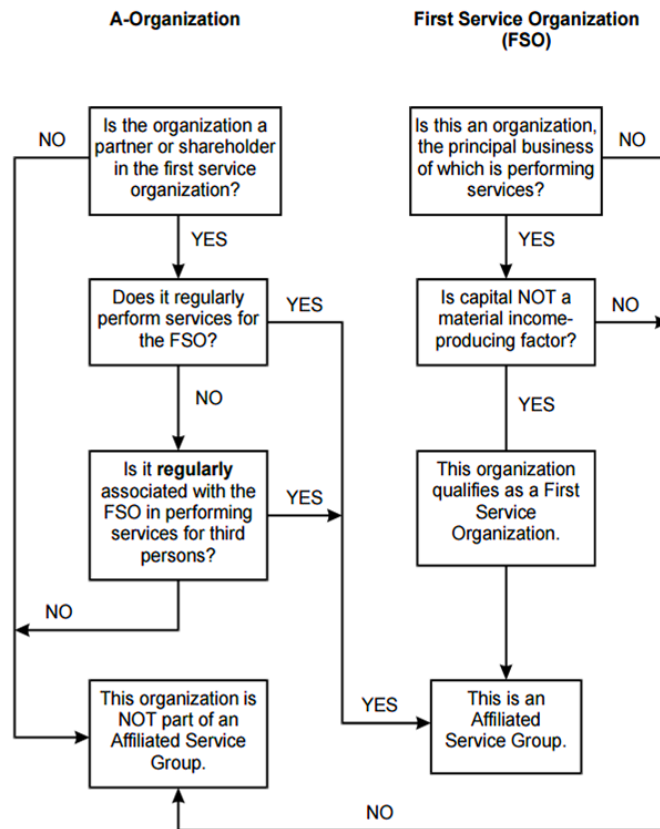 A-Organization
First Service Organization
(FSO)
NO
Is the organization a
partner or shareholder
in the first service
organization?
Is this an organization,
the principal business
of which is performing
services?
NO
YES
YES
Does it regularly
perform services for
the FSO?
YES
Is capital NOT a
material income-
producing factor?
NO
NO
YES
Is it regularly
associated with the
FSO in performing
services for third
persons?
YES
This organization
qualifies as a First
Service
Organization.
NO
This organization is
NOT part of an
Affiliated Service
Group.
YES
This is an
Affiliated
Service Group.
NO